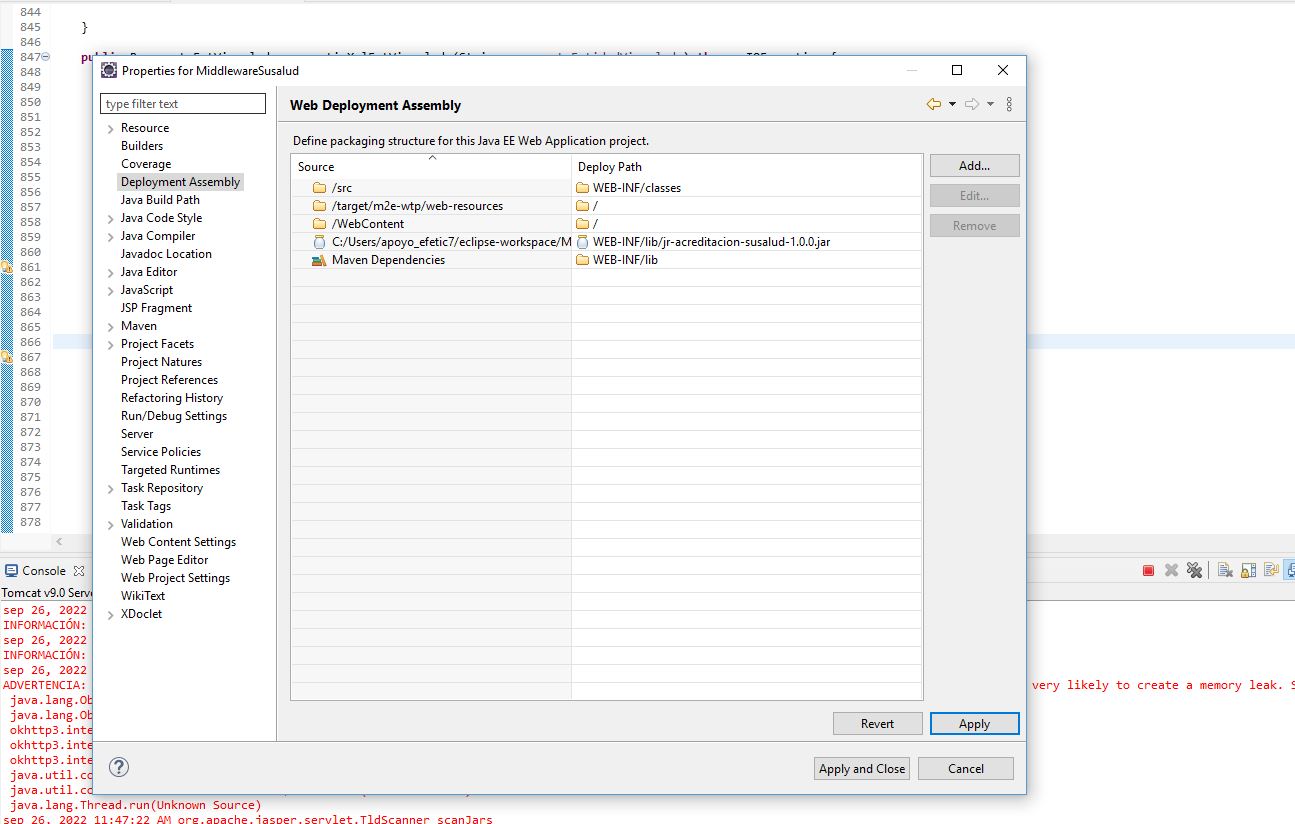 844
845 }
846
847
848
849
850
851
852
853
854
855
856
857
858
859
860
861
862
863
864
865
866
867
868
869
870
871
872
873
874
875
876
877
878
Properties for MiddlewareSusalud
type filter text
Resource
Builders
Coverage
Deployment Assembly
Java Build Path
Java Code Style
Java Compiler
Javadoc Location
Java Editor
JavaScript
JSP Fragment
Maven
Project Facets
Project Natures
Project References
Refactoring History
Run/Debug Settings
Server
Service Policies
Targeted Runtimes
Task Repository
Task Tags
Validation
Web Content Settings
Web Page Editor
Web Project Settings
WikiText
XDoclet
Web Deployment Assembly
Define packaging structure for this Java EE Web Application project.
Source Deploy Path
/src WEB-INF/classes
/target/m2e-wtp/web-resources /
/WebContent /
C:/Users/apoyo_efetic7/eclipse-workspace/M WEB-INF/lib/jr-acreditacion-susalud-1.0.0.jar
Maven Dependencies WEB-INF/lib
Add...
Edit...
Remove
Revert Apply
Apply and Close Cancel
Console
Tomcat v9.0 Serve
sep 26, 2022
INFORMACIÓN:
sep 26, 2022
INFORMACIÓN:
sep 26, 2022
ADVERTENCIA: very likely to create a memory leak. S
java.lang.Ob
java.lang.Ob
okhttp3.inte
okhttp3.inte
okhttp3.inte
java.util.co
java.util.co
java.lang.Thread.run(Unknown Source)
sep 26, 2022 11:47:22 AM org.apache.jasper.servlet.TldScanner scanJars